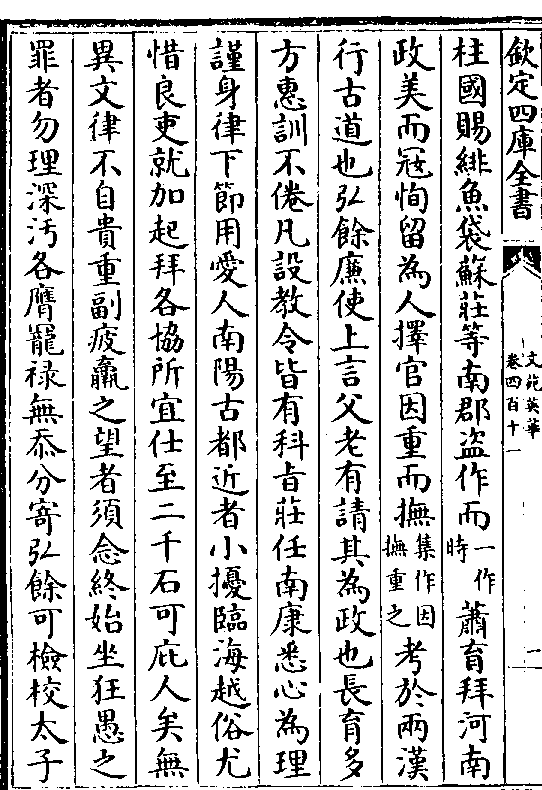 欽定四庫全書
文苑英華
卷四百十一
柱國賜緋魚袋蘇莊等南郡盜作而一作時蕭育拜河南
政美而冦恂留為人擇官因重而撫集作因撫重之考於兩漢
行古道也弘餘廉使上言父老有請其為政也長育多
方惠訓不倦凡設教令皆有科旨莊任南康悉心為理
謹身律下節用愛人南陽古都近者小擾臨海越俗尤
惜良吏就加起拜各協所宜仕至二千石可庇人矣無
異文律不自貴重副疲羸之望者須念終始坐狂愚之
罪者勿理深汚各膺寵禄無忝分寄弘餘可檢校太子